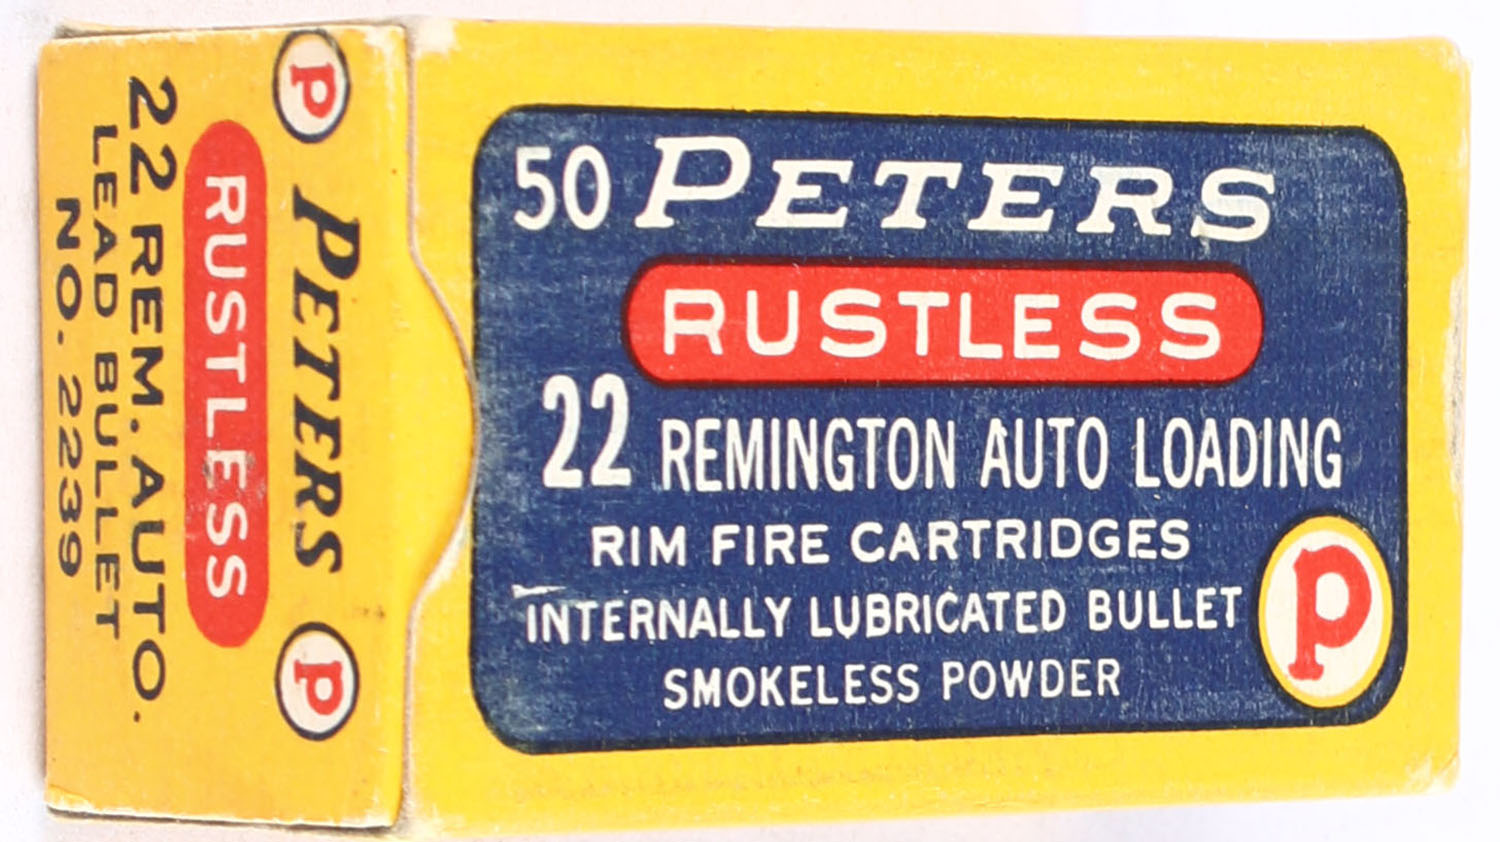 50 PETERS
RUSTLESS
22 REMINGTON AUTO LOADING
RIM FIRE CARTRIDGES
INTERNALLY LUBRICATED BULLET
SMOKELESS POWDER
P
P PETERS P
RUSTLESS
22 REM. AUTO.
LEAD BULLET
NO. 2239